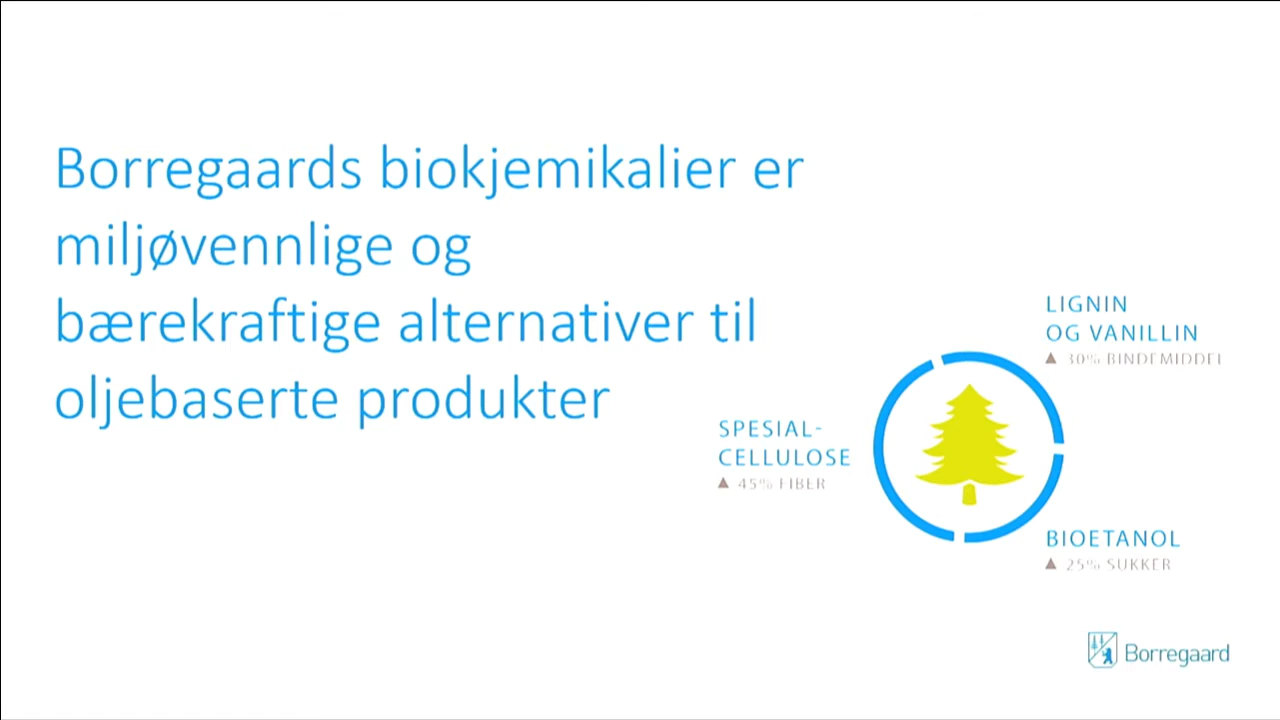 Borregaards biokjemikalier er
miljøvennlige og
bærekraftige alternativer til
oljebaserte produkter
LIGNIN
OG VANILLIN
▲ 30% BINDEMIDDEL
SPESIAL-
CELLULOSE
▲ 45% FIBER
BIOETANOL
▲ 25% SUKKER
Borregaard